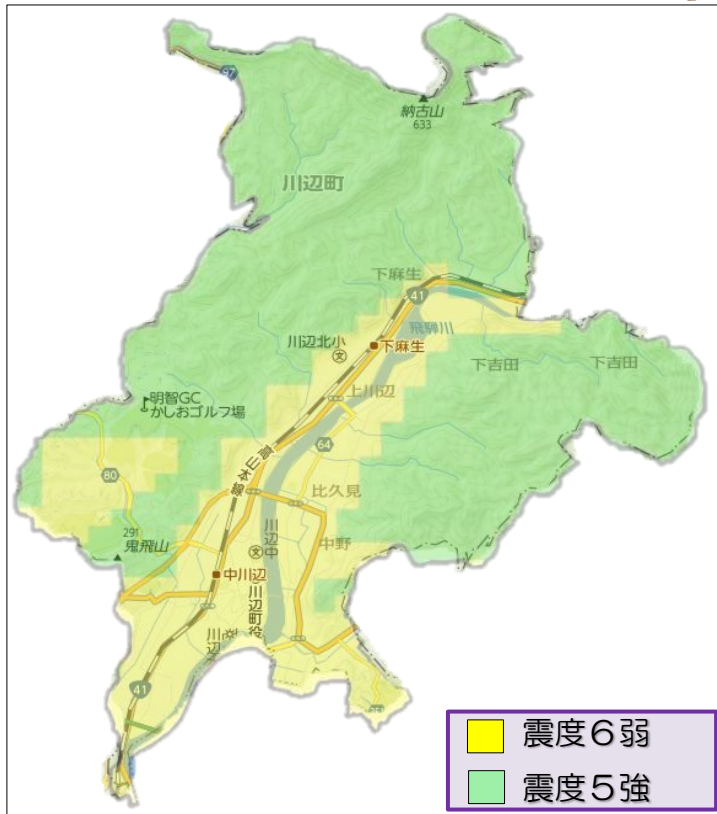 97
納古山
633
川辺町
下麻生
41
飛騨川
川辺北小
下麻生
下吉田
下吉田
上川辺
明智GC
かしおゴルフ場
高山本線
64
80
比久見
川辺中
291
鬼飛山
中野
中川辺
川辺町役
川辺
41
震度6弱
震度5強